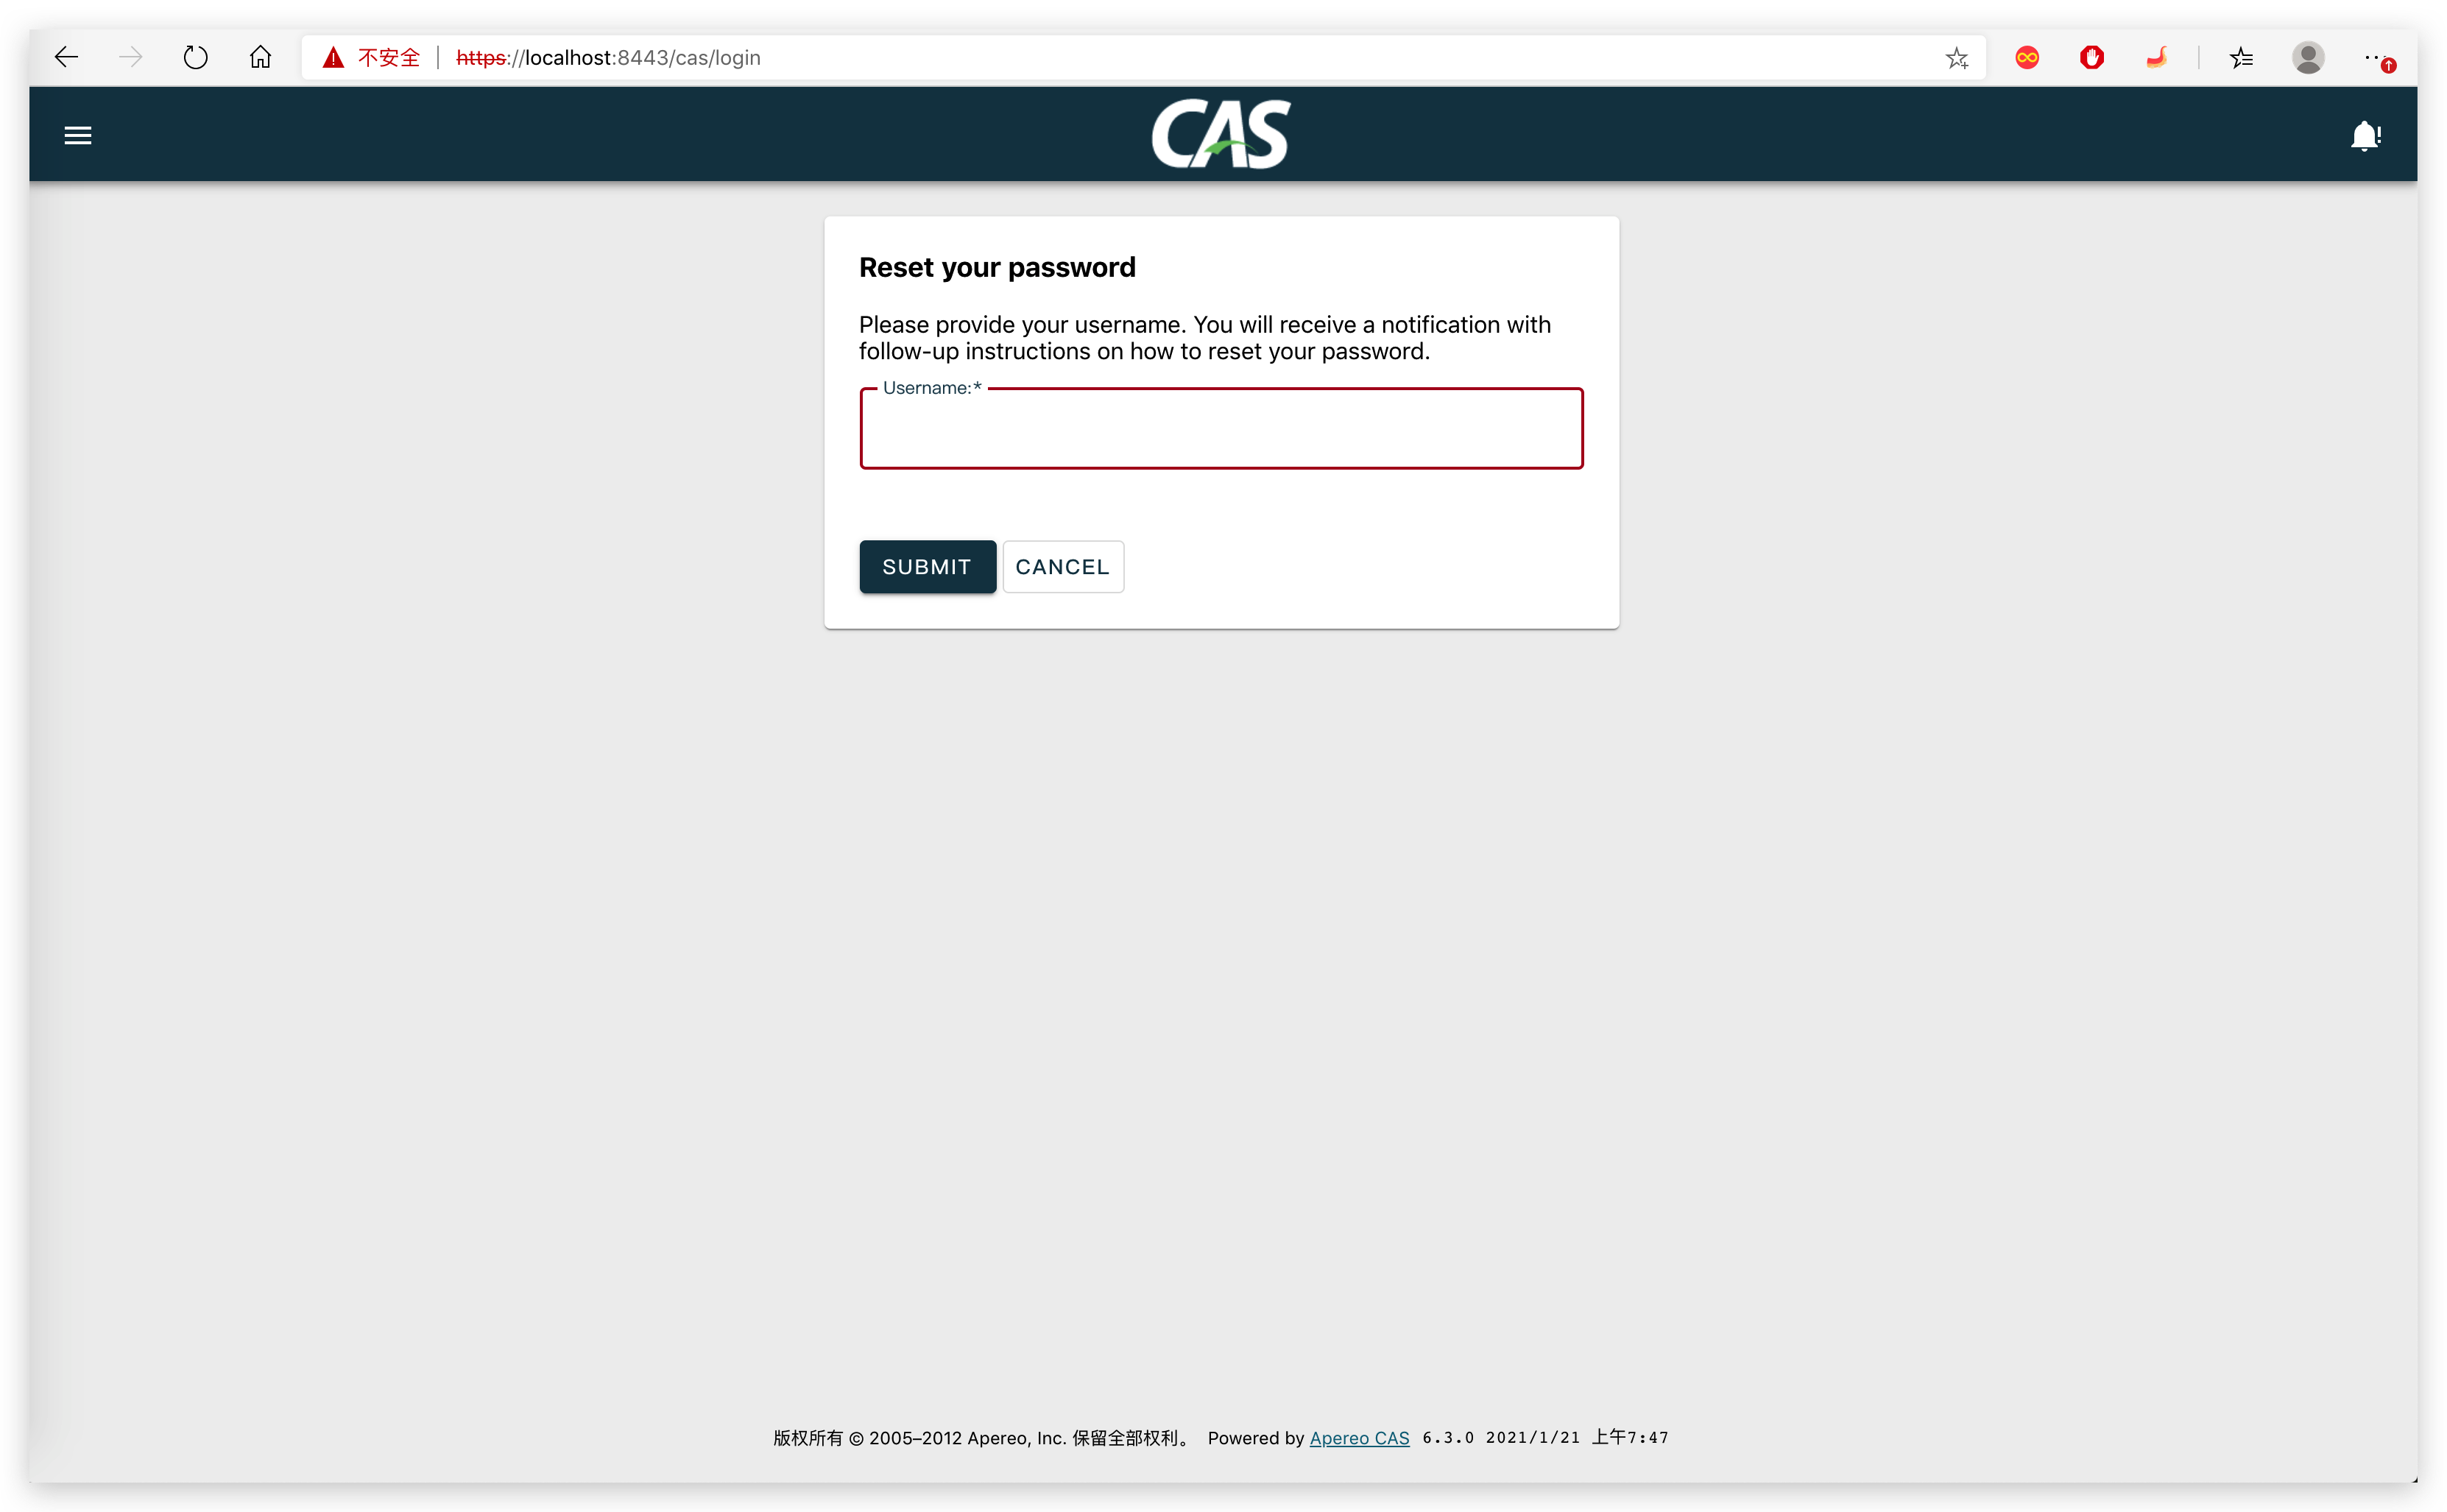 不安全 https://localhost:8443/cas/login
CAS
Reset your password
Please provide your username. You will receive a notification with
follow-up instructions on how to reset your password.
Username:*
SUBMIT CANCEL
版权所有 © 2005–2012 Apereo, Inc. 保留全部权利。 Powered by Apereo CAS 6.3.0 2021/1/21 上午7:47